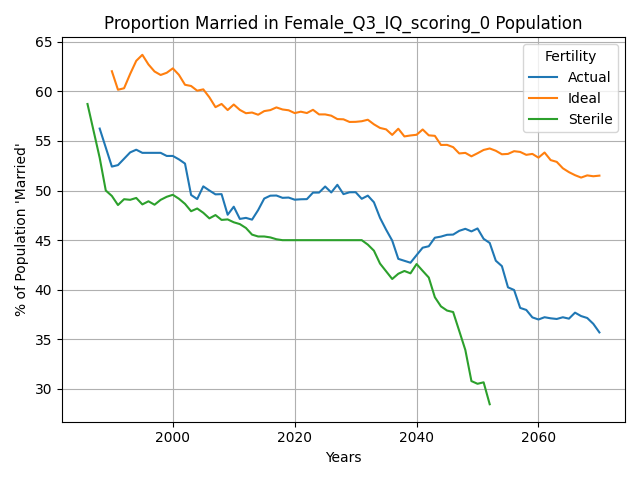 Proportion Married in Female_Q3_IQ_scoring_0 Population
% of Population 'Married'
65
60
55
50
45
40
35
30
Fertility
Actual
Ideal
Sterile
2000
2020
2040
2060
Years